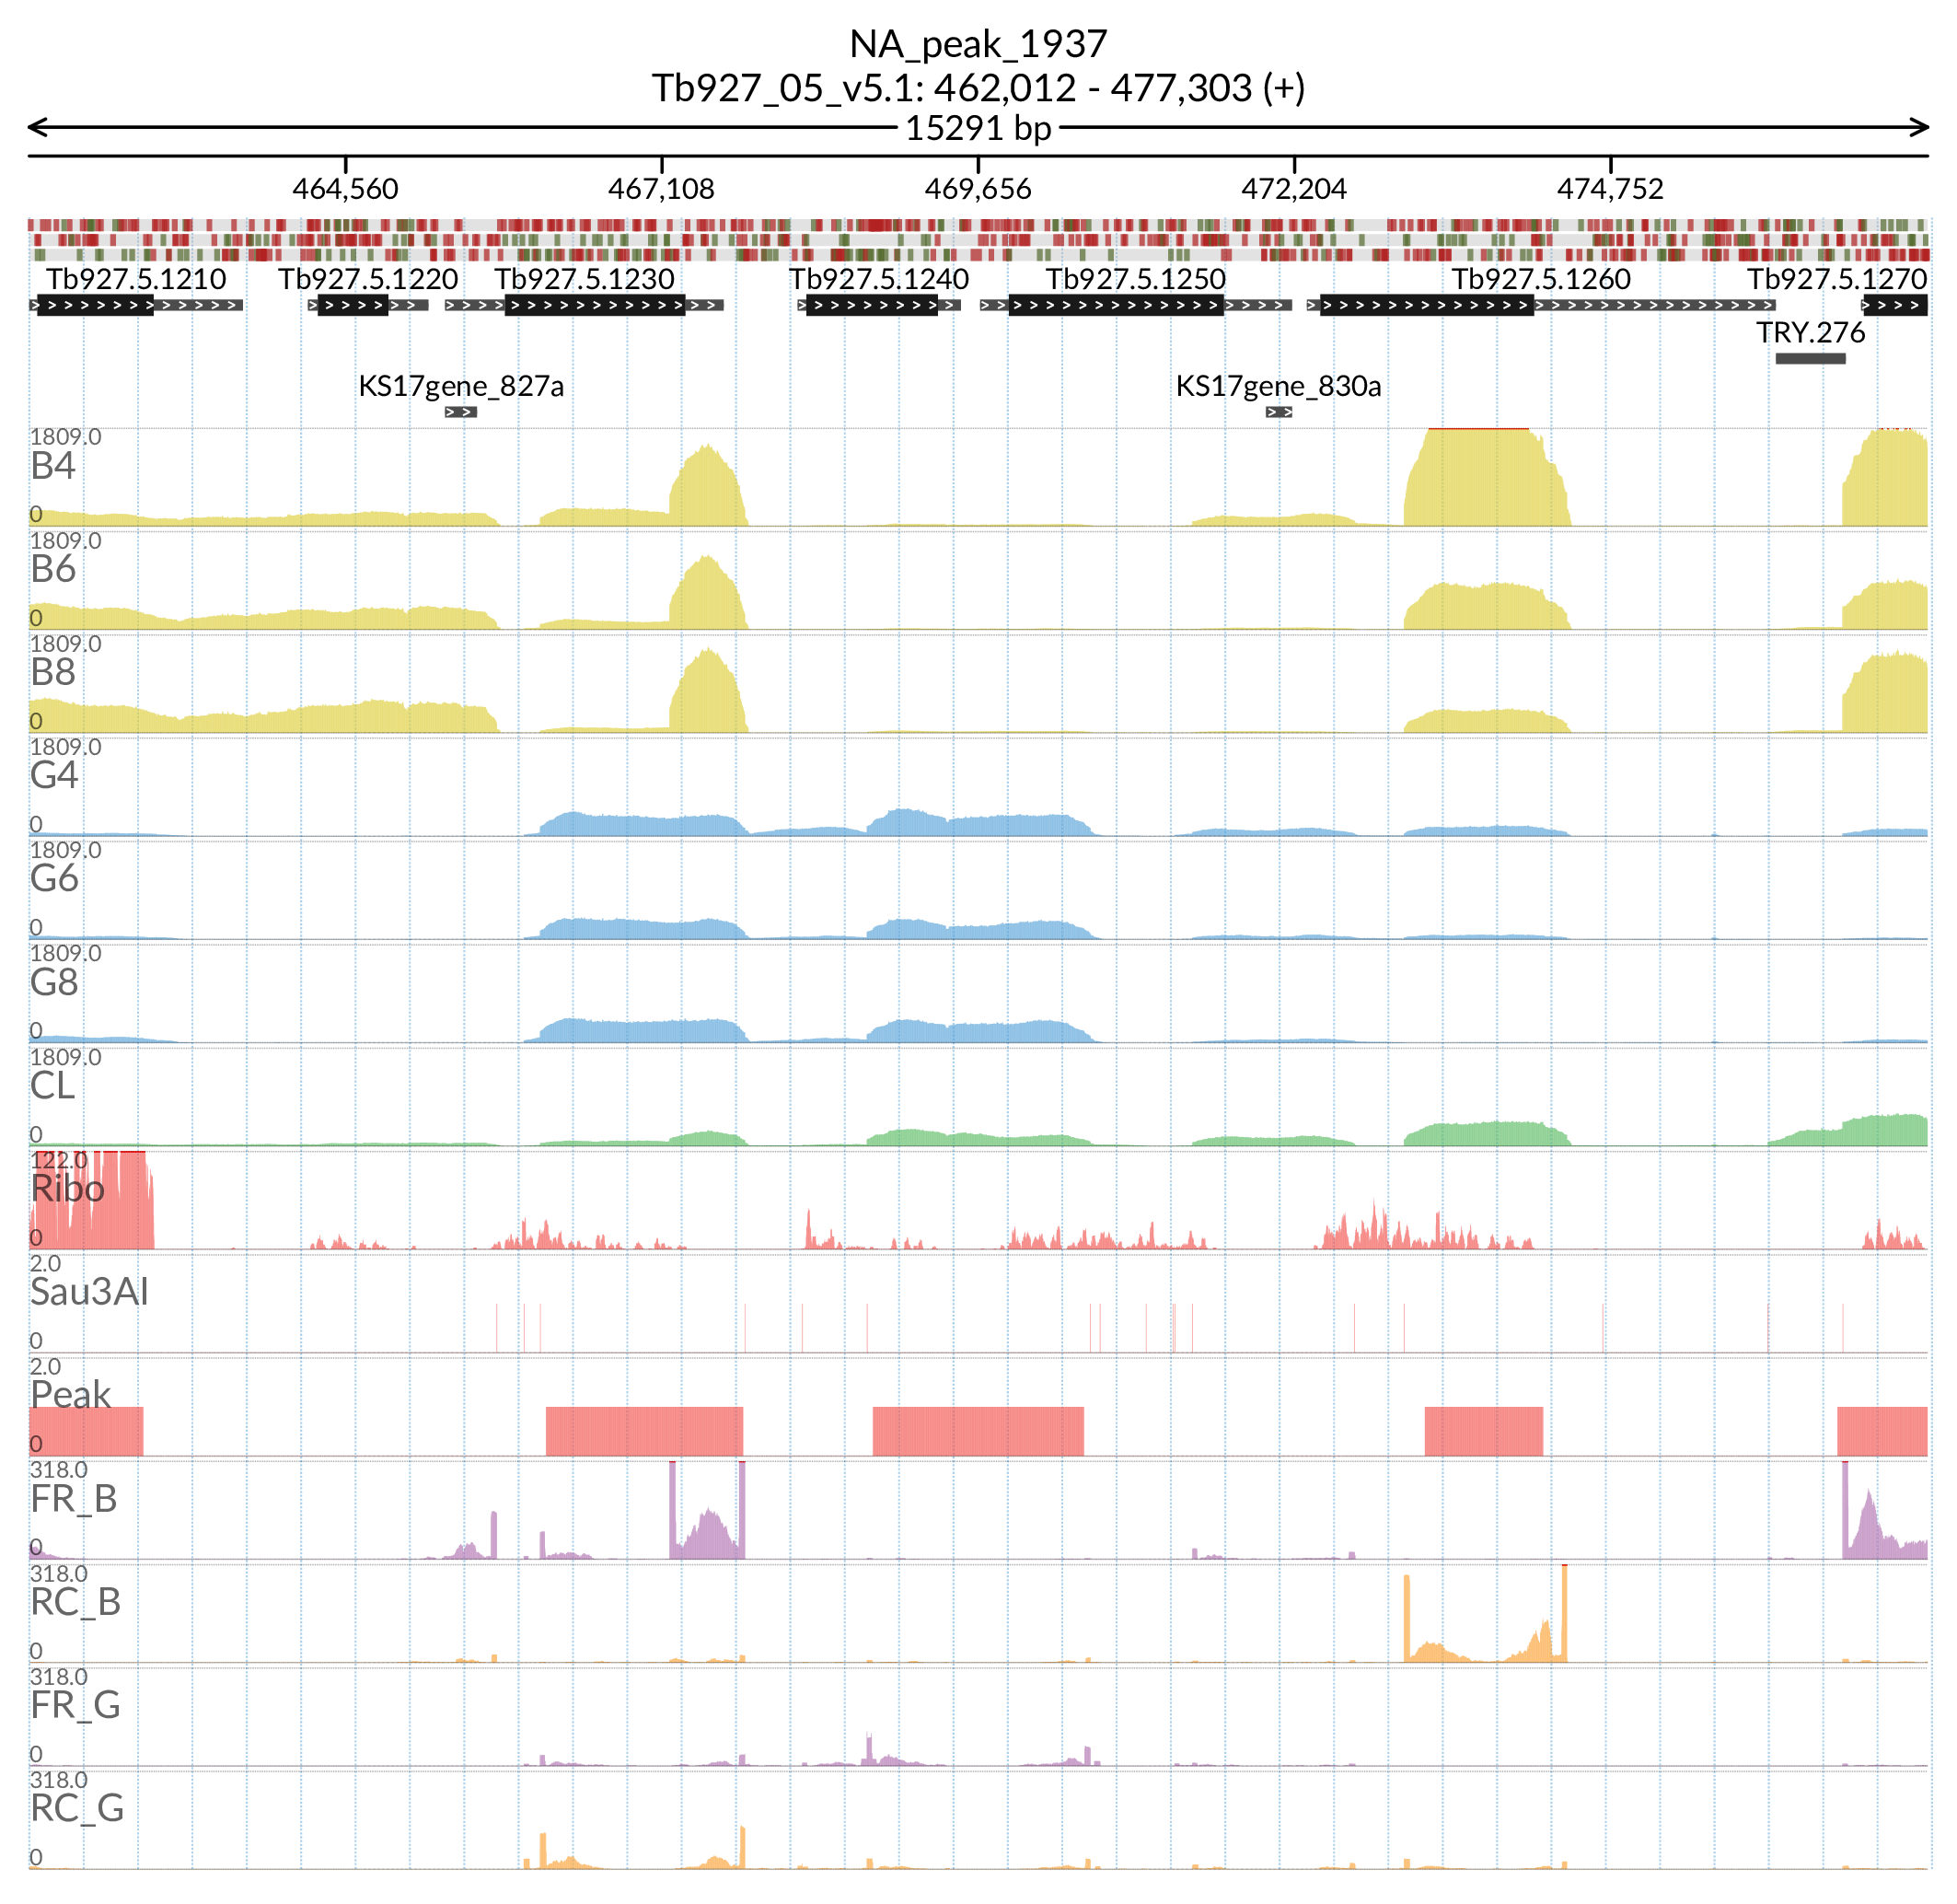 NA_peak_1937
Tb927_05_v5.1: 462,012 - 477,303 (+)
15291 bp
464,560 467,108 469,656 472,204 474,752
Tb927.5.1210 Tb927.5.1220 Tb927.5.1230 Tb927.5.1240 Tb927.5.1250 Tb927.5.1260 Tb927.5.1270
TRY.276
KS17gene_827a KS17gene_830a
1809.0
B4
0
1809.0
B6
0
1809.0
B8
0
1809.0
G4
0
1809.0
G6
0
1809.0
G8
0
1809.0
CL
0
122.0
Ribo
0
2.0
Sau3AI
0
2.0
Peak
0
318.0
FR_B
0
318.0
RC_B
0
318.0
FR_G
0
318.0
RC_G
0